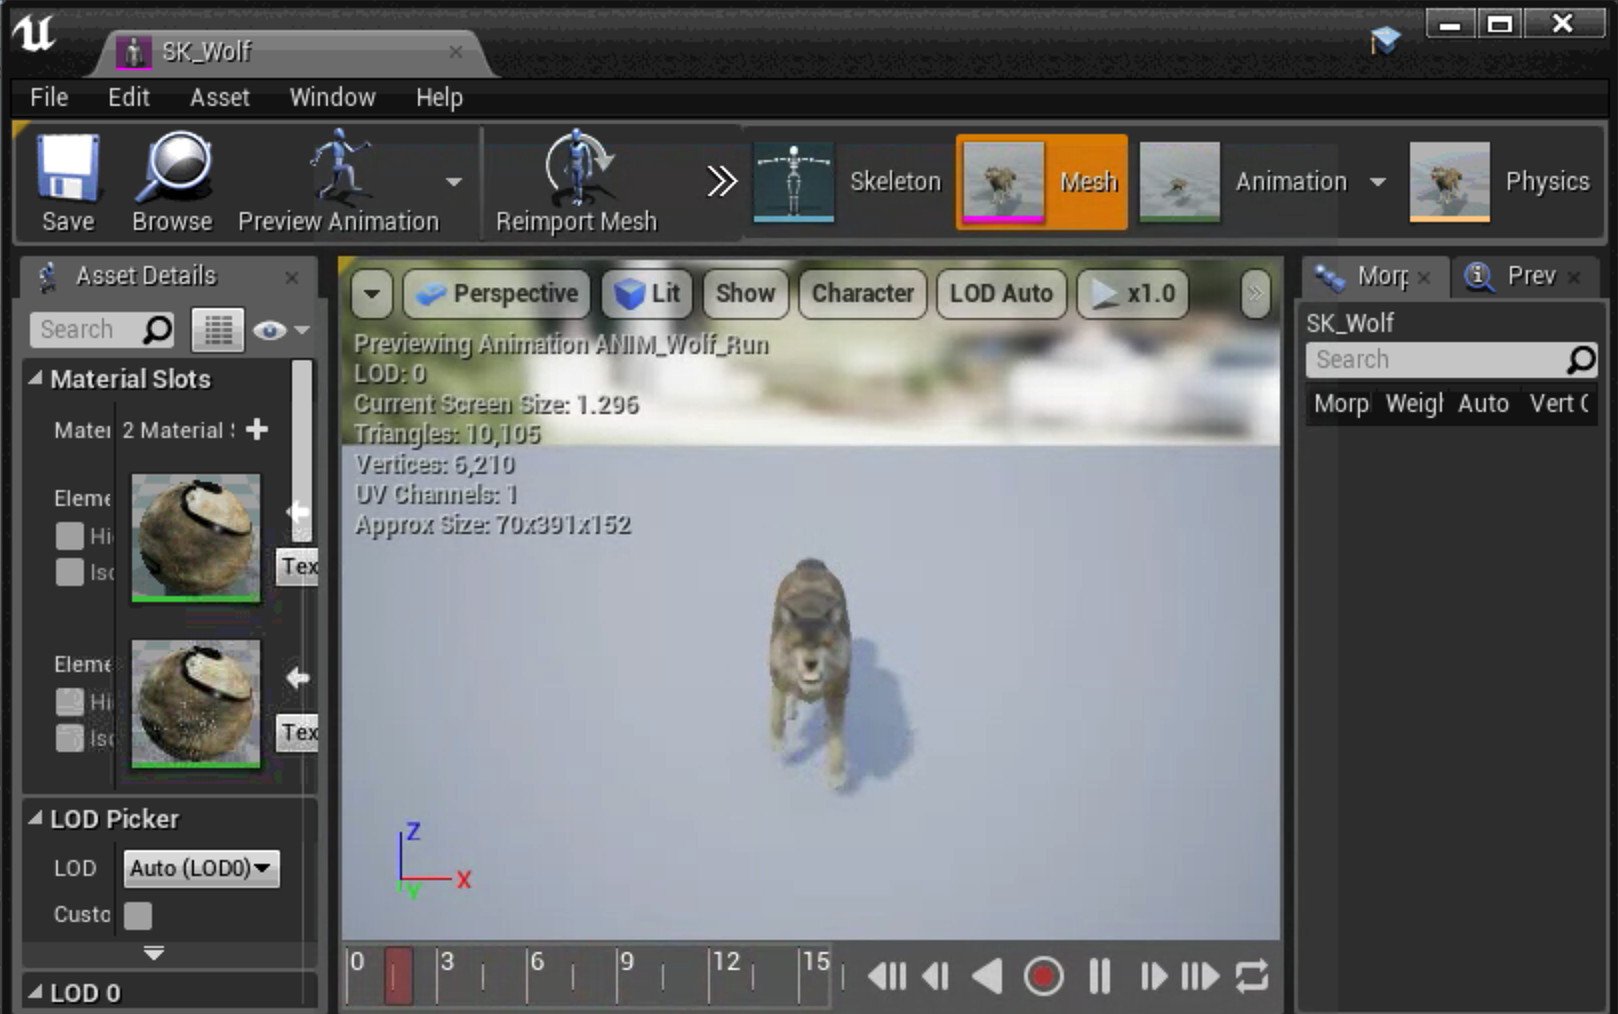 SK_Wolf
File Edit Asset Window Help
Save Browse Preview Animation Reimport Mesh Skeleton Mesh Animation Physics
Asset Details
Search
Material Slots
Mater 2 Material
Eleme
Hi
Iso
Tex
Eleme
Hi
Iso
Tex
LOD Picker
LOD Auto (LOD0)
Custo
LOD 0
Perspective Lit Show Character LOD Auto x1.0
Previewing Animation ANIM_Wolf_Run
LOD: 0
Current Screen Size: 1.296
Triangles: 10,105
Vertices: 6,210
UV Channels: 1
Approx Size: 70x391x152
Z
X
Y
0 3 6 9 12 15
Morp Prev
SK_Wolf
Search
Morp Weigh Auto Vert C